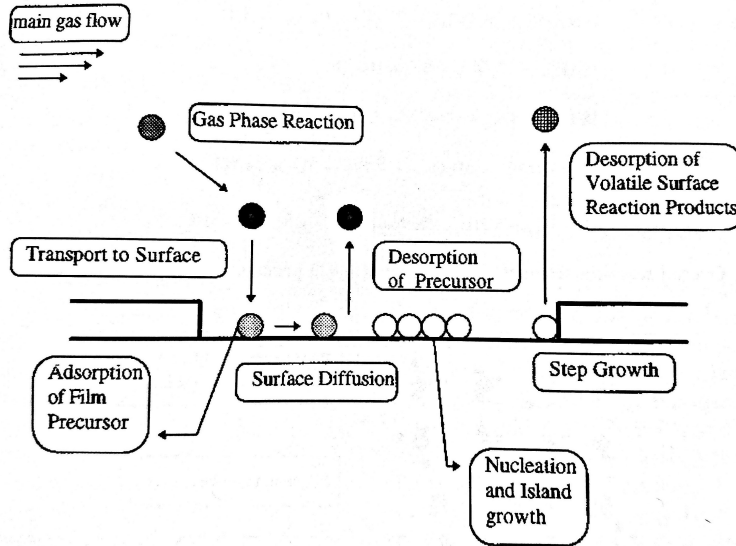 main gas flow
Gas Phase Reaction
Desorption of
Volatile Surface
Reaction Products
Transport to Surface
Desorption
of Precursor
Adsorption
of Film
Precursor
Surface Diffusion
Step Growth
Nucleation
and Island
growth